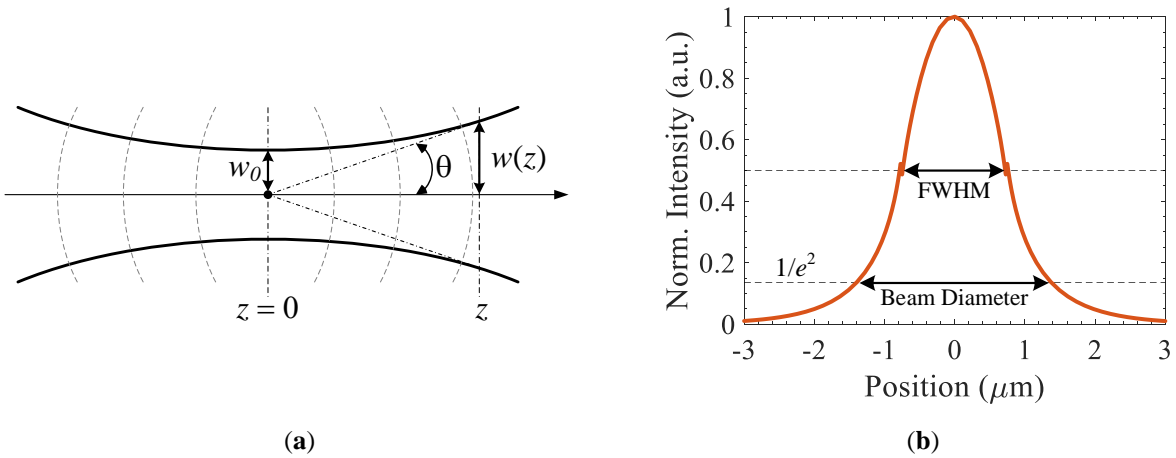 w0
θ
w(z)
z = 0
z
(a)
Norm. Intensity (a.u.)
1
0.8
0.6
0.4
0.2
0
FWHM
1/e²
Beam Diameter
-3
-2
-1
0
1
2
3
Position (μm)
(b)